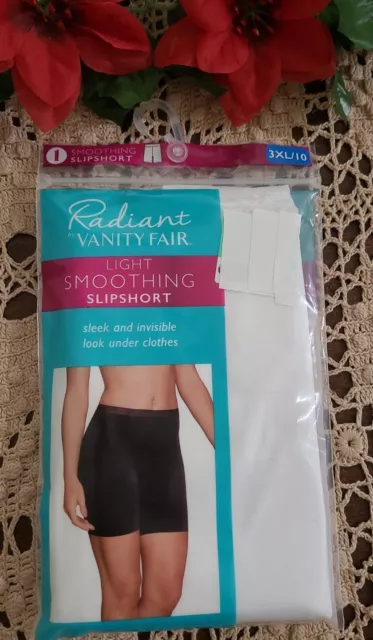 1 SMOOTHING
SLIPSHORT
3XL/10
Radiant
BY VANITY FAIR
LIGHT
SMOOTHING
SLIPSHORT
sleek and invisible
look under clothes